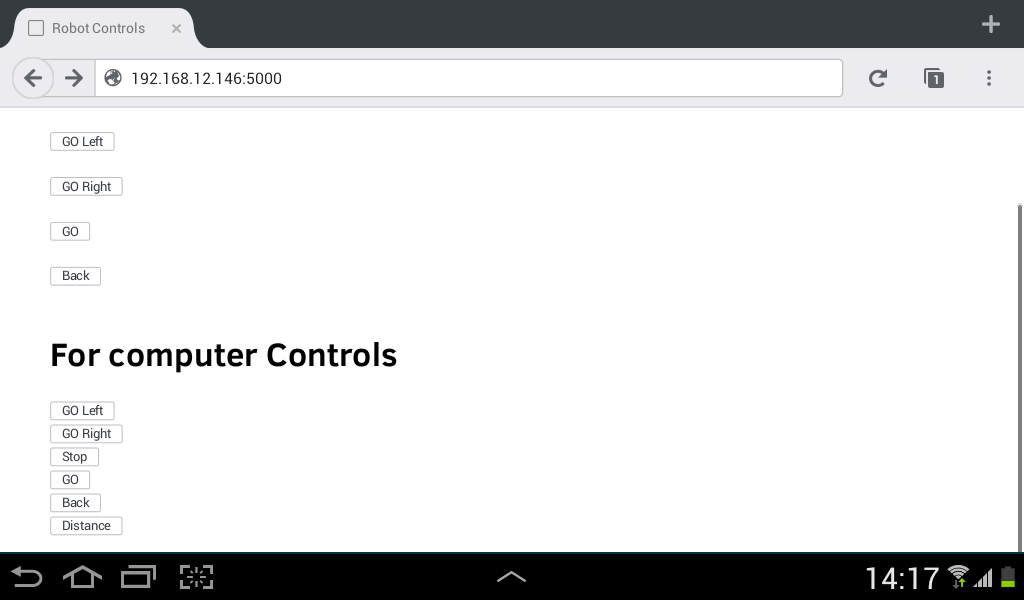 Robot Controls
192.168.12.146:5000
1
GO Left
GO Right
GO
Back
For computer Controls
GO Left
GO Right
Stop
GO
Back
Distance
14:17